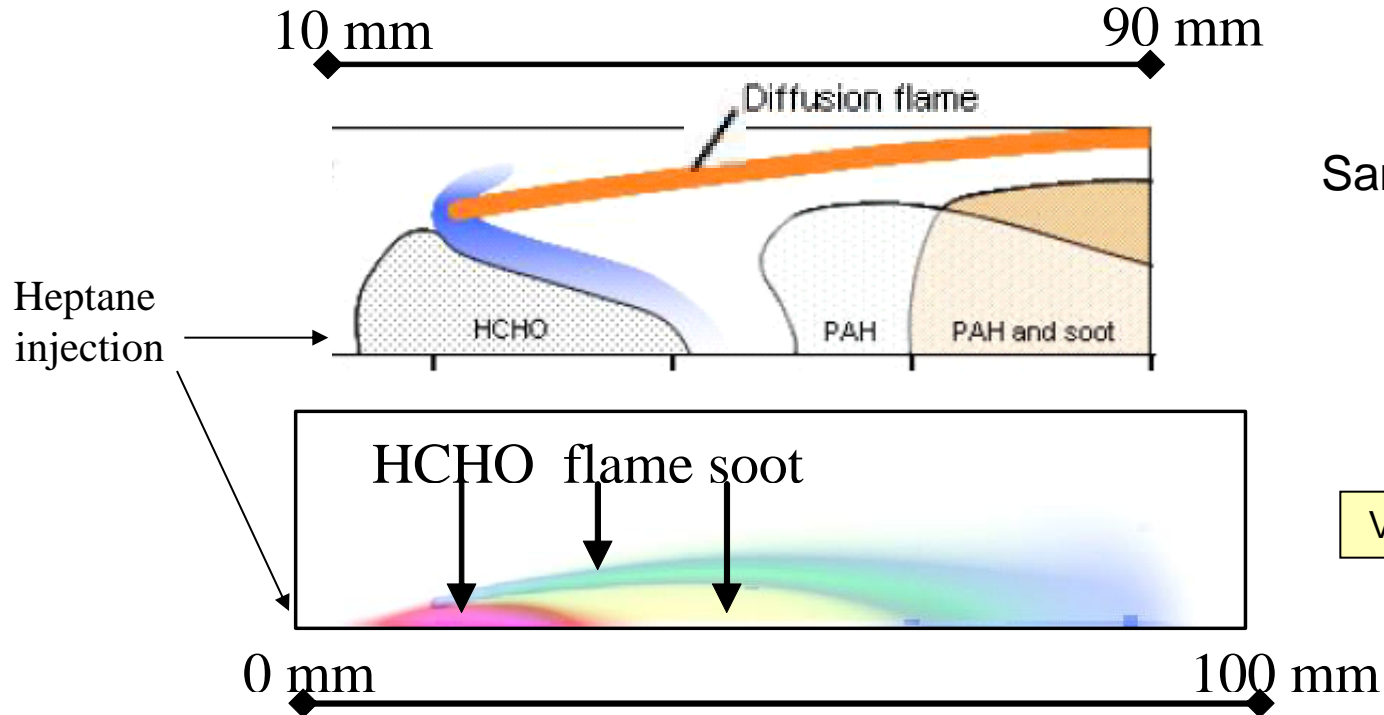 10 mm
90 mm
Diffusion flame
Sar
Heptane
injection
HCHO
PAH
PAH and soot
HCHO flame soot
V
0 mm
100 mm